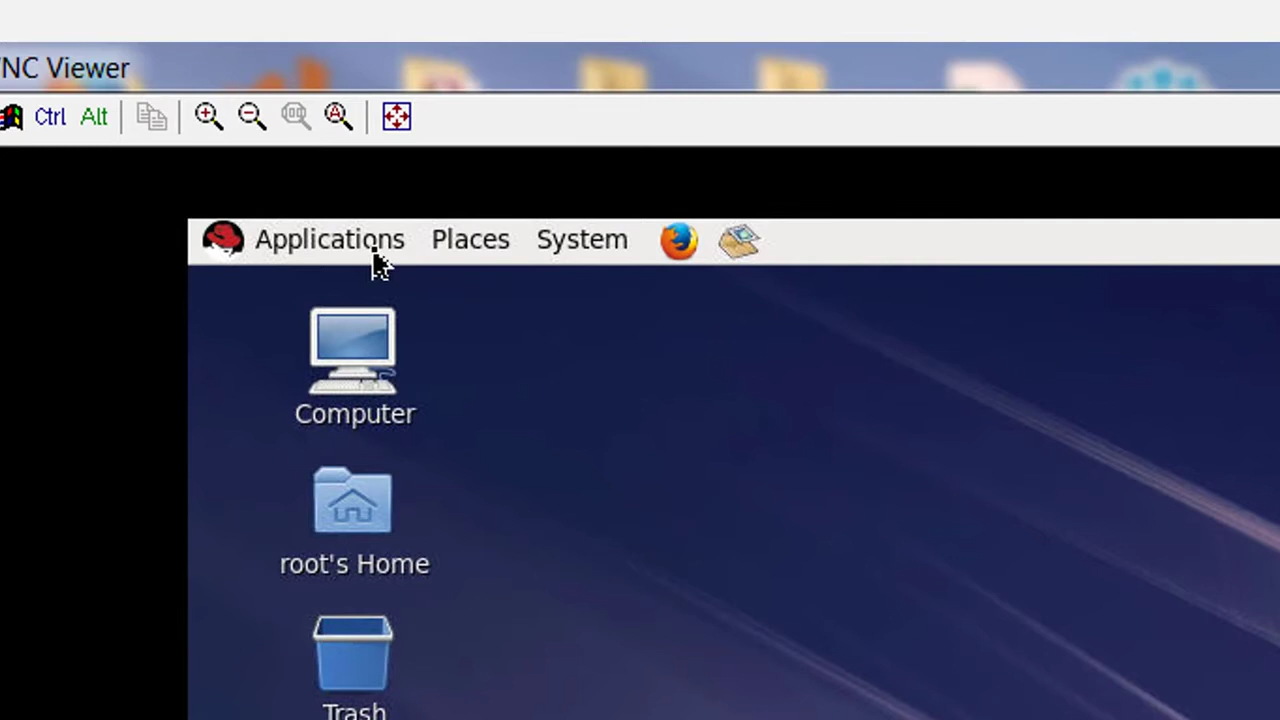 NC Viewer
Ctrl Alt
Applications Places System
Computer
root's Home
Trash